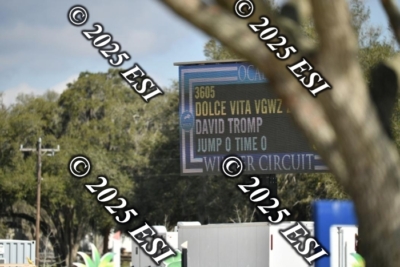 © 2025 ESI
© 2025 ESI
OCALA
3605
DOLCE VITA VGWZ
DAVID TROMP
JUMP 0 TIME 0
WINTER CIRCUIT
© 2025 ESI
© 2025 ESI